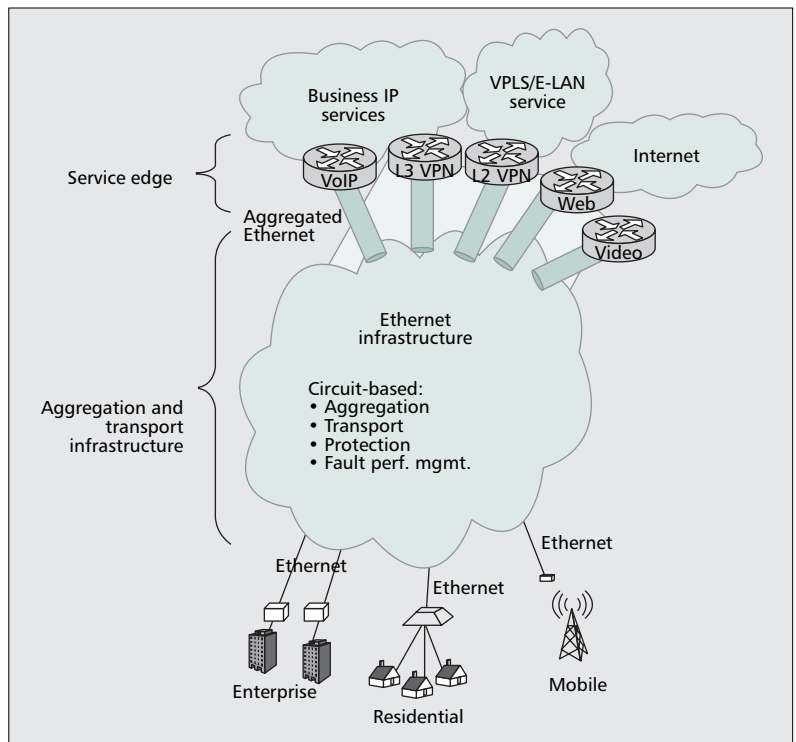 Business IP
services
VPLS/E-LAN
service
Internet
Service edge
VoIP
L3 VPN
L2 VPN
Web
Video
Aggregated
Ethernet
Ethernet
infrastructure
Circuit-based:
• Aggregation
• Transport
• Protection
• Fault perf. mgmt.
Aggregation and
transport
infrastructure
Ethernet
Ethernet
Ethernet
Enterprise
Residential
Mobile